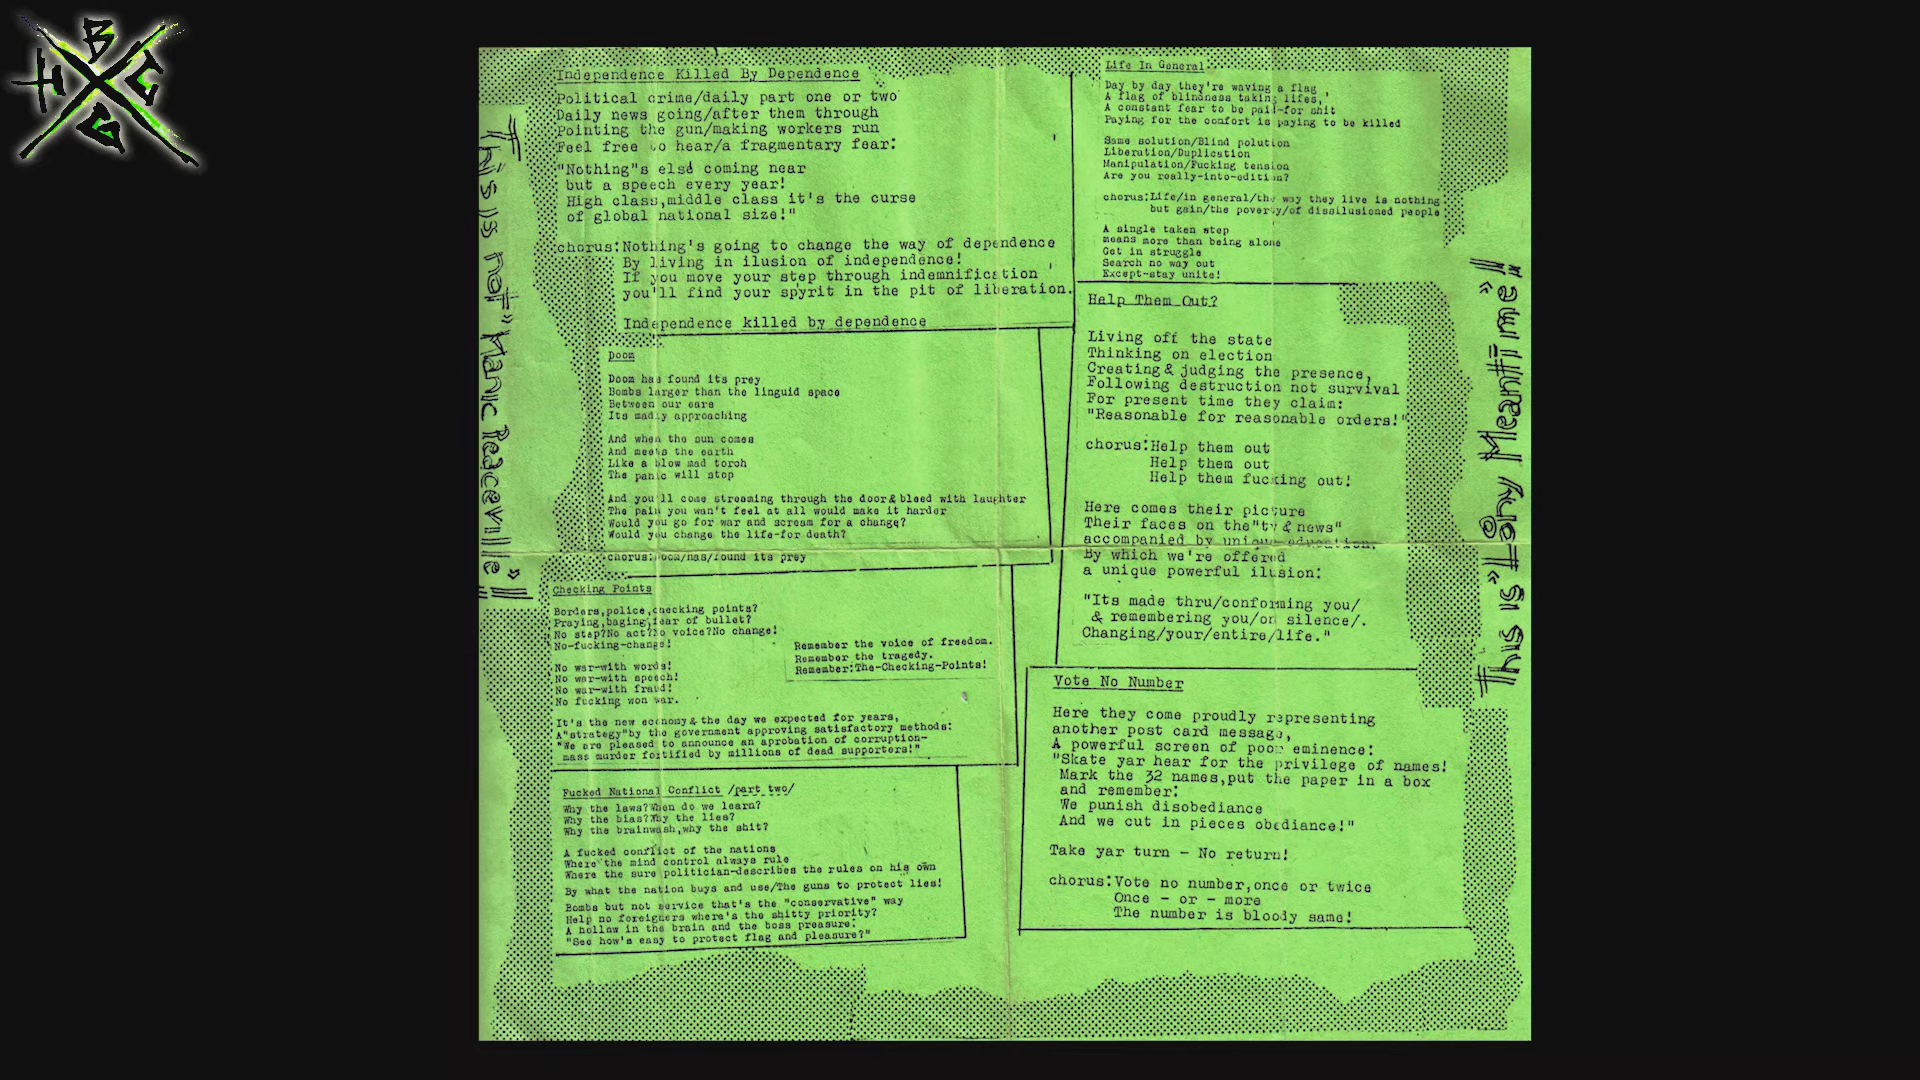 B
H C
G
This is not "Manic Peaceville"!!
Independence Killed By Dependence
Political crime/daily part one or two
Daily news going/after them through
Pointing the gun/making workers run
Feel free to hear/a fragmentary fear:
"Nothing"s else coming near
but a speech every year!
High class,middle class it's the curse
of global national size!"
chorus:Nothing's going to change the way of dependence
By living in ilusion of independence!
If you move your step through indemnification
you'll find your spyrit in the pit of liberation.
Independence killed by dependence
Doom
Doom has found its prey
Bombs larger than the linguid space
Between our ears
Its madly approaching
And when the sun comes
And meets the earth
Like a blow mad torch
The panic will stop
And you'll come streeming through the door& bleed with laughter
The pain you wan't feel at all would make it harder
Would you go for war and scream for a change?
Would you change the life-for death?
chorus:Doom/has/found its prey
Checking Points
Borders,police,checking points?
Praying,baging,fear of bullet?
No step?No act?No voice?No change!
No-fucking-change!
No war-with words!
No war-with speech!
No war-with fraud!
No fucking won war.
Remember the voice of freedom.
Remember the tragedy.
Remember:The-Checking-Points!
It's the new economy& the day we expected for years,
A"strategy"by the government approving satisfactory methods:
"We are pleased to announce an aprobation of corruption-
mass murder fortified by millions of dead supporters!"
Fucked National Conflict /part two/
Why the laws?When do we learn?
Why the bias?Why the lies?
Why the brainwash,why the shit?
A fucked conflict of the nations
Where the mind control always rule
Where the sure politician-describes the rules on his own
By what the nation buys and use/The guns to protect lies!
Bombs but not service that's the "conservative" way
Help no foreigners where's the shitty priority?
A hollow in the brain and the boss preasure:
"See how's easy to protect flag and pleasure?"
Life In General
Day by day they're waving a flag
A flag of blindness taking lifes,
A constant fear to be paid-for shit
Paying for the comfort is paying to be killed
Same solution/Blind polution
Liberation/Duplication
Manipulation/Fucking tension
Are you really-into-edition?
chorus:Life/in general/the way they live is nothing
but gain/the poverty/of dissilusioned people
A single taken step
means more than being alone
Get in struggle
Search no way out
Except-stay unite!
Help Them Out?
Living off the state
Thinking on election
Creating& judging the presence,
Following destruction not survival
For present time they claim:
"Reasonable for reasonable orders!"
chorus:Help them out
Help them out
Help them fucking out!
Here comes their picture
Their faces on the"tv & news"
accompanied by unique education.
By which we're offered
a unique powerful ilusion:
"Its made thru/conforming you/
& remembering you/on silence/.
Changing/your/entire/life."
Vote No Number
Here they come proudly representing
another post card message,
A powerful screen of poor eminence:
"Skate yar hear for the privilege of names!
Mark the 32 names,put the paper in a box
and remember:
We punish disobediance
And we cut in pieces obediance!"
Take yar turn - No return!
chorus:Vote no number,once or twice
Once - or - more
The number is bloody same!
This is "Tõry Meantime"!!